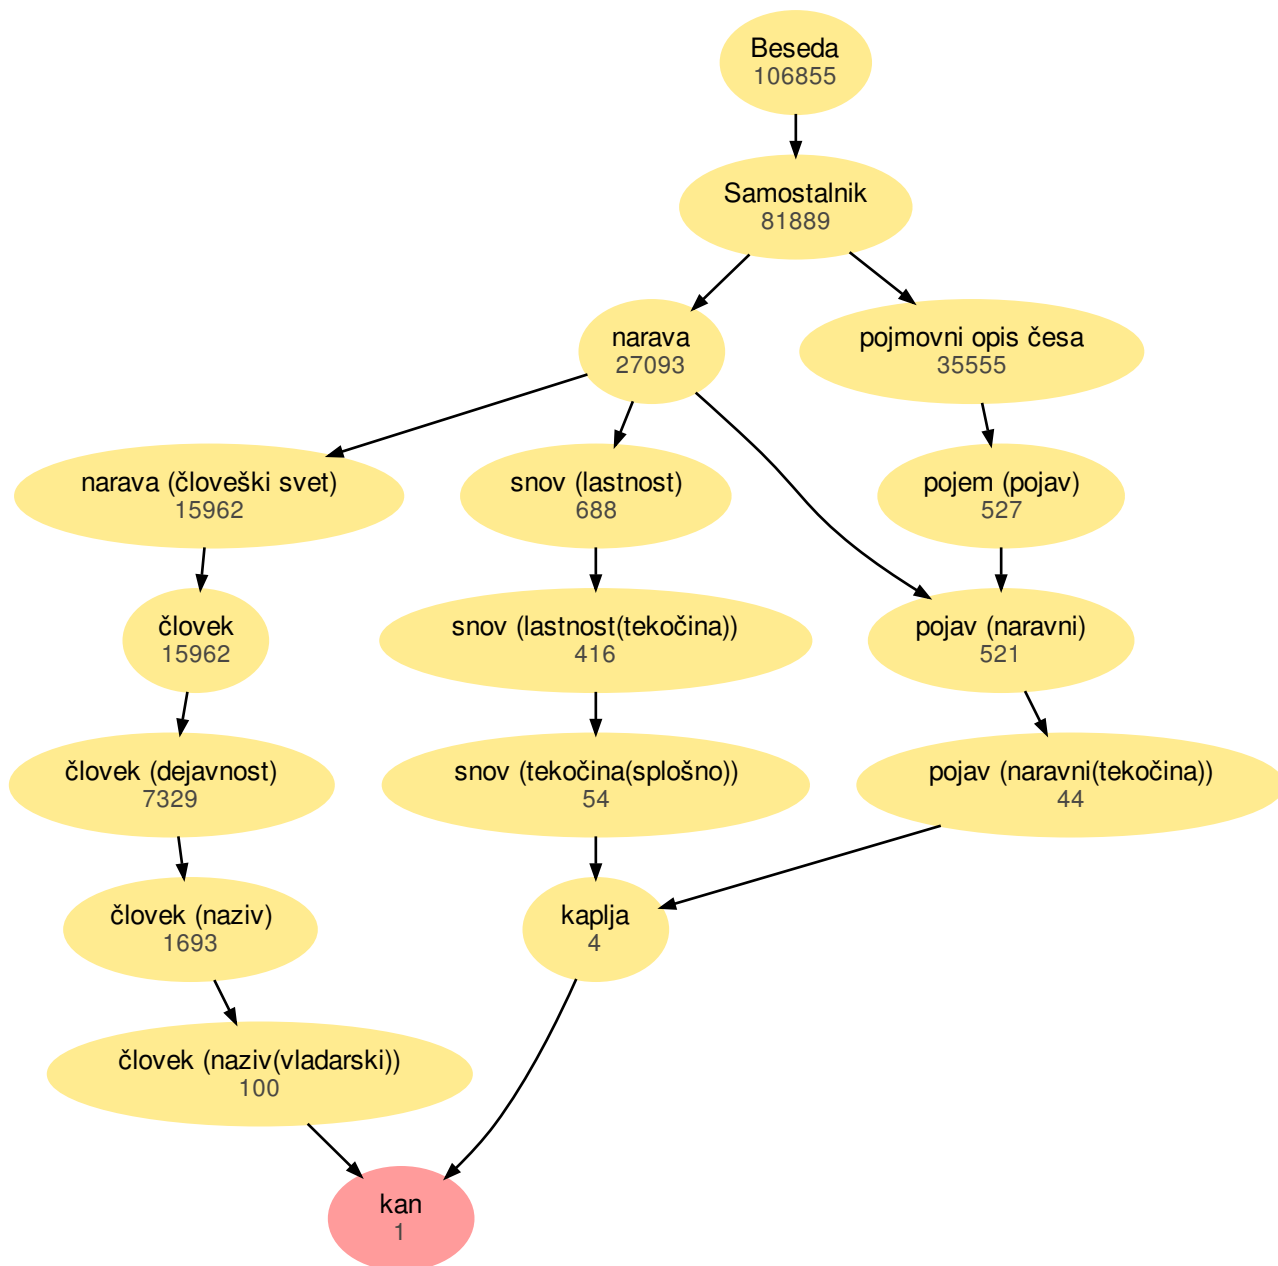 Beseda
106855
Samostalnik
81889
narava
27093
pojmovni opis česa
35555
narava (človeški svet)
15962
snov (lastnost)
688
pojem (pojav)
527
človek
15962
snov (lastnost(tekočina))
416
pojav (naravni)
521
človek (dejavnost)
7329
snov (tekočina(splošno))
54
pojav (naravni(tekočina))
44
človek (naziv)
1693
kaplja
4
človek (naziv(vladarski))
100
kan
1